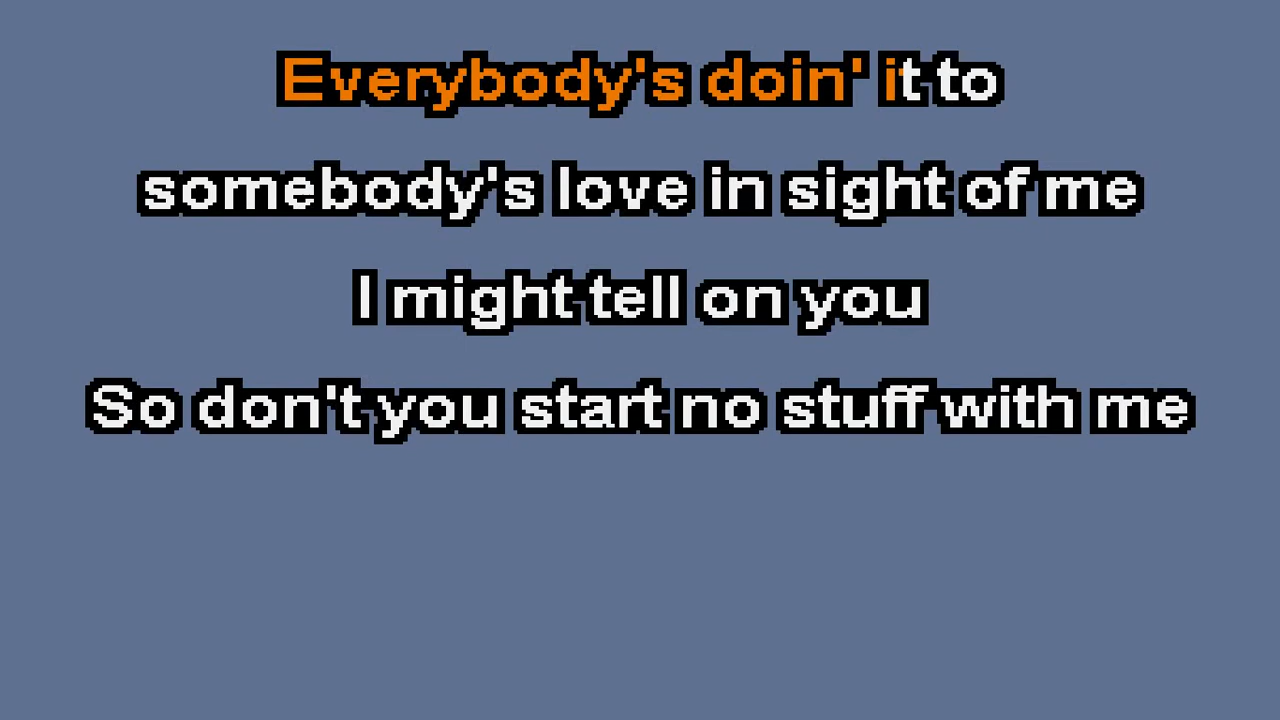 Everybody's doin' it to
somebody's love in sight of me
I might tell on you
So don't you start no stuff with me